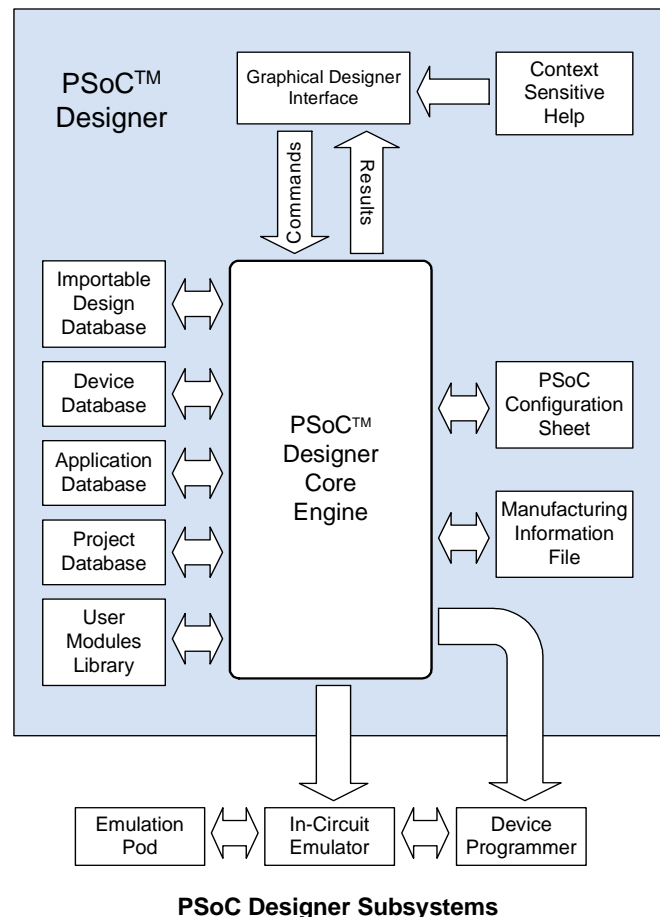 PSoC™
Designer
Graphical Designer
Interface
Context
Sensitive
Help
Commands
Results
Importable
Design
Database
Device
Database
Application
Database
Project
Database
User
Modules
Library
PSoC™
Designer
Core
Engine
PSoC
Configuration
Sheet
Manufacturing
Information
File
Emulation
Pod
In-Circuit
Emulator
Device
Programmer
PSoC Designer Subsystems